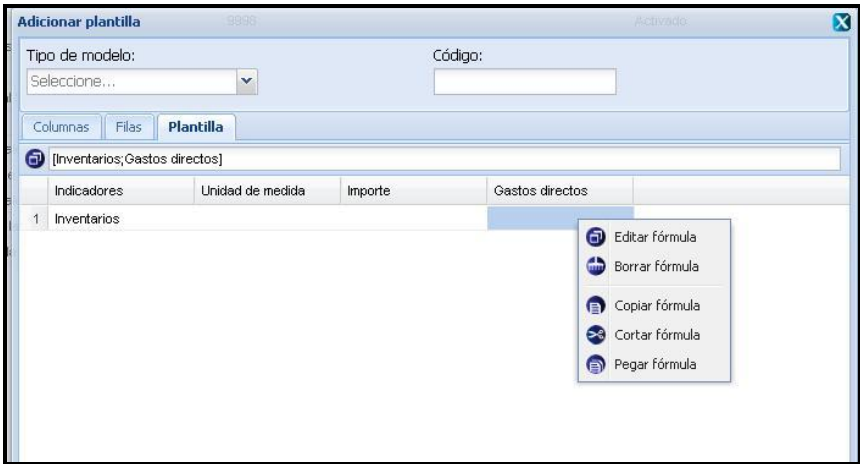 Adicionar plantilla 9998 Activado
Tipo de modelo: Código:
Seleccione...
Columnas Filas Plantilla
[Inventarios;Gastos directos]
Indicadores Unidad de medida Importe Gastos directos
1 Inventarios
Editar fórmula
Borrar fórmula
Copiar fórmula
Cortar fórmula
Pegar fórmula